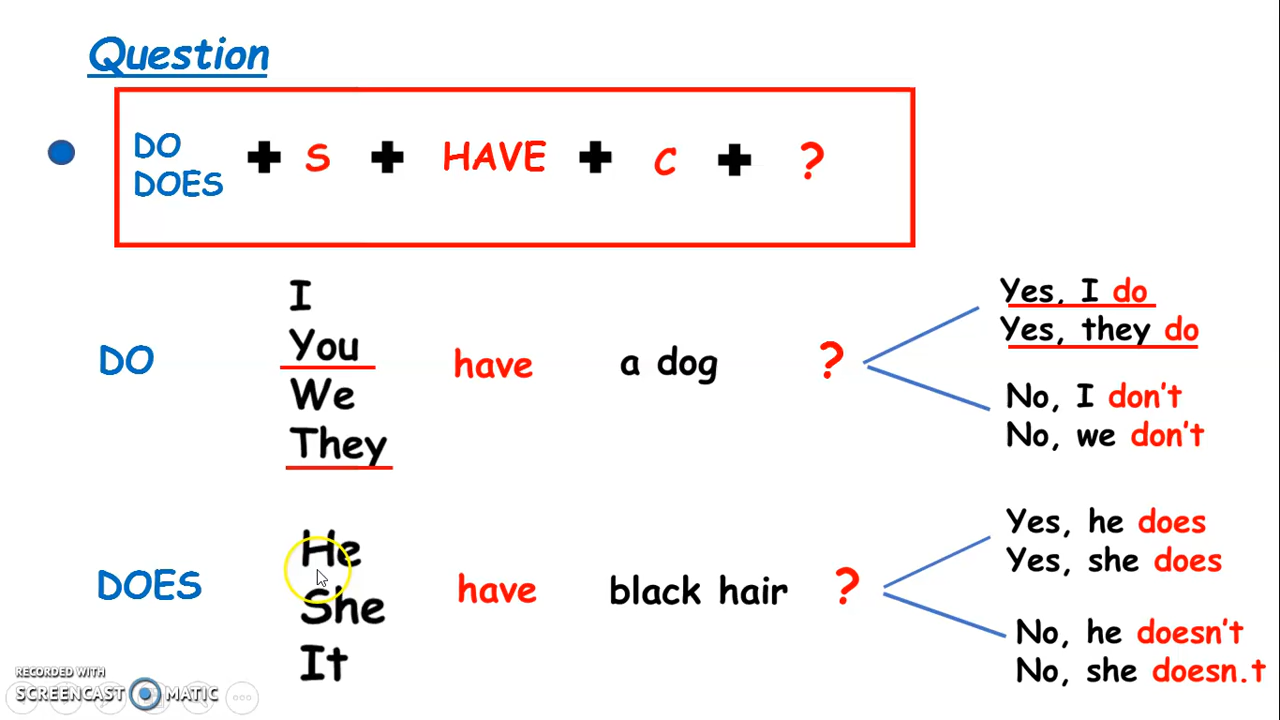 Question
DO
DOES
+ S + HAVE + C + ?
I
You
We
They
DO
have
a dog
?
Yes, I do
Yes, they do
No, I don't
No, we don't
He
She
It
DOES
have
black hair
?
Yes, he does
Yes, she does
No, he doesn't
No, she doesn.t
RECORDED WITH
SCREENCAST MATIC